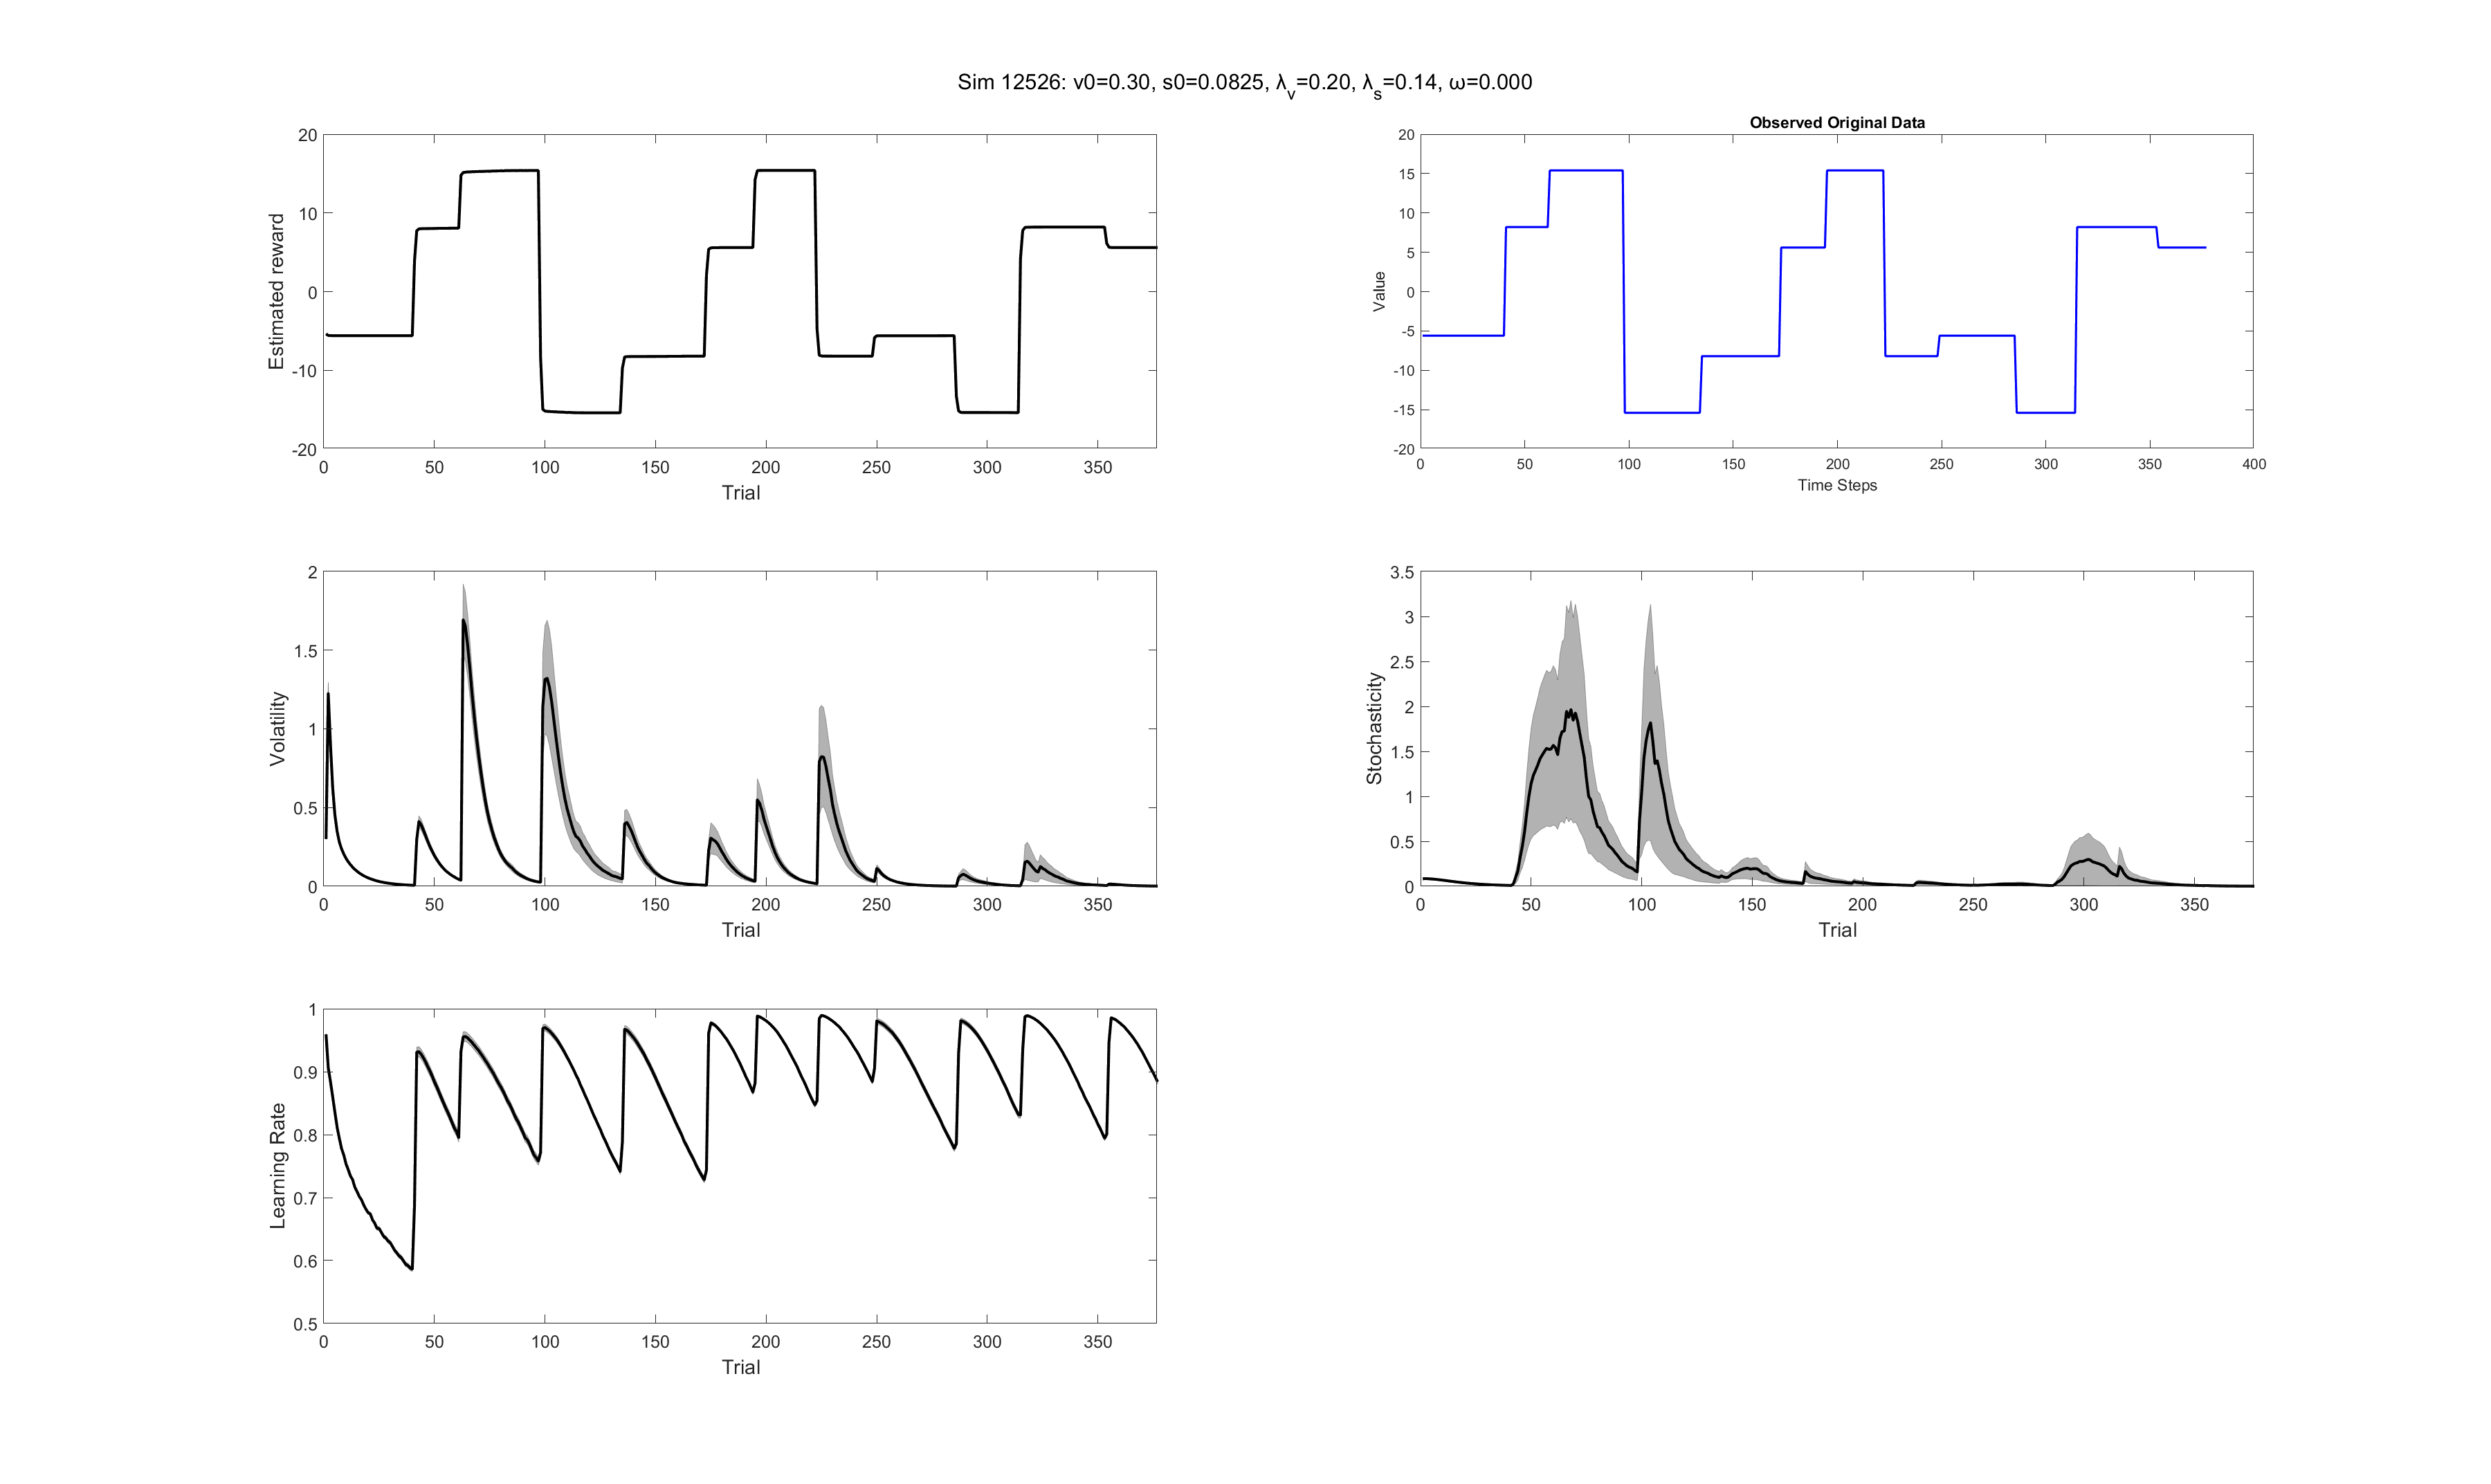 Sim 12526: v0=0.30, s0=0.0825, λv=0.20, λs=0.14, ω=0.000
20
10
0
-10
-20
Estimated reward
0 50 100 150 200 250 300 350
Trial
Observed Original Data
20
15
10
5
0
-5
-10
-15
-20
Value
0 50 100 150 200 250 300 350 400
Time Steps
2
1.5
1
0.5
0
Volatility
0 50 100 150 200 250 300 350
Trial
3.5
3
2.5
2
1.5
1
0.5
0
Stochasticity
0 50 100 150 200 250 300 350
Trial
1
0.9
0.8
0.7
0.6
0.5
Learning Rate
0 50 100 150 200 250 300 350
Trial